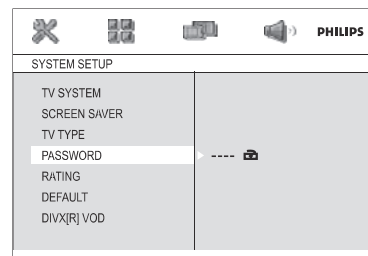 PHILIPS
SYSTEM SETUP
TV SYSTEM
SCREEN SAVER
TV TYPE
PASSWORD ----
RATING
DEFAULT
DIVX[R] VOD